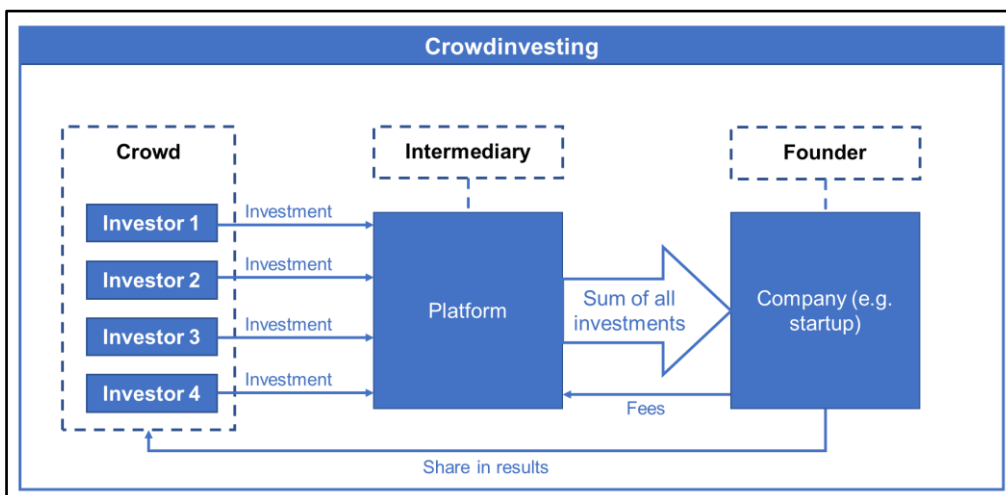 Crowdinvesting
Crowd
Intermediary
Founder
Investor 1
Investment
Investor 2
Investment
Investor 3
Investment
Investor 4
Investment
Platform
Sum of all
investments
Company (e.g.
startup)
Fees
Share in results